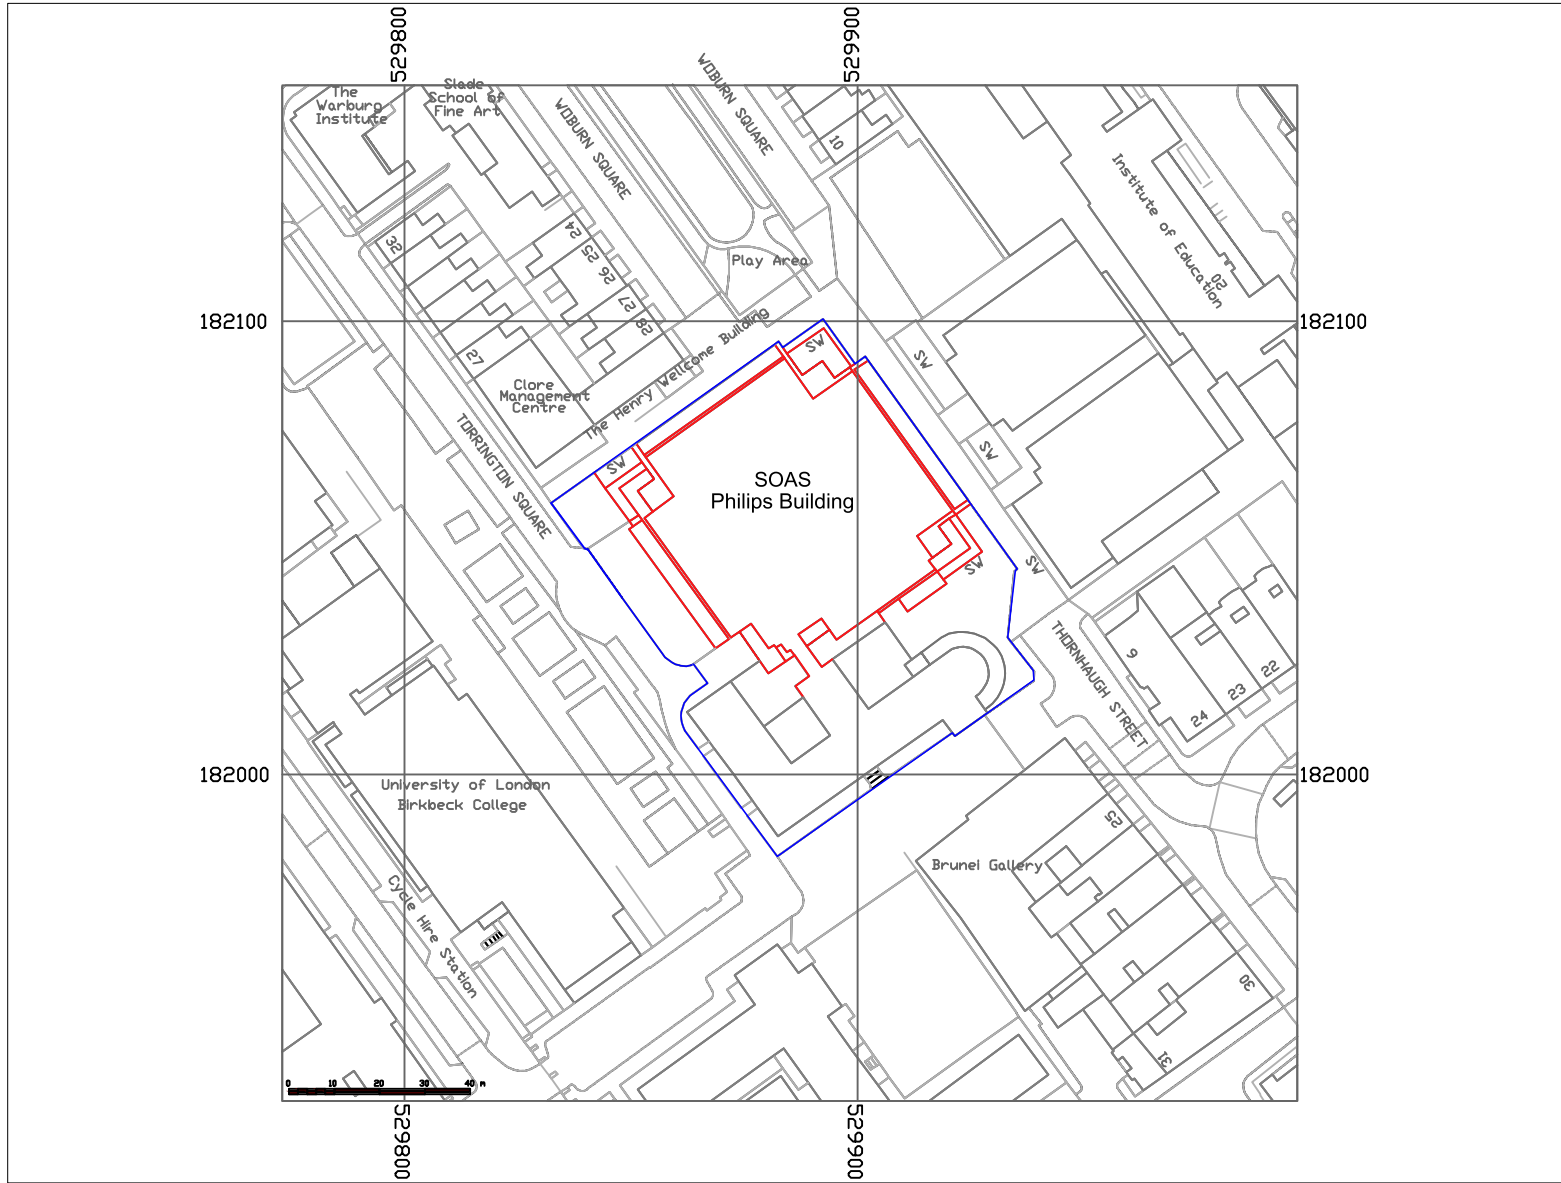 529800
529900
The
Warburg
Institute
Slade
School of
Fine Art
WOBURN SQUARE
WOBURN SQUARE
10
Institute of Education
20
32
24
25
26
27
28
Play Area
182100
182100
27
Clore
Management
Centre
The Henry Wellcome Building
SW
SW
SW
SW
TORRINGTON SQUARE
SOAS
Philips Building
SW
SW
THORNHAUGH STREET
9
22
23
24
182000
182000
University of London
Birkbeck College
25
Brunei Gallery
Cycle Hire Station
30
31
0 10 20 30 40 m
529800
529900